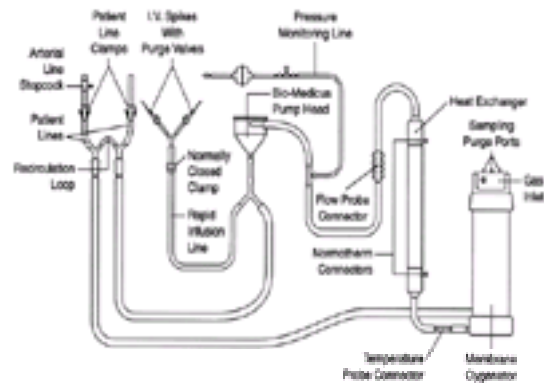 Patient
Line
Clamps
I.V. Spikes
With
Purge Valves
Pressure
Monitoring Line
Arterial
Line
Stopcock
Bio-Medicus
Pump Head
Heat Exchanger
Sampling
Purge Ports
Patient
Lines
Gas
Inlet
Recirculation
Loop
Normally
Closed
Clamp
Flow Probe
Connector
Rapid
Infusion
Line
Normotherm
Connectors
Temperature
Probe Connector
Membrane
Oxygenator